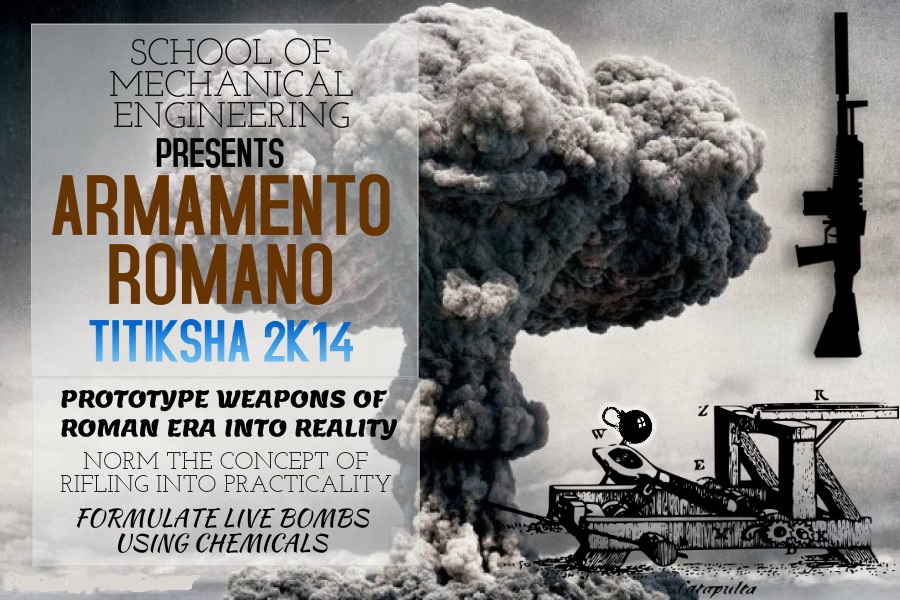 SCHOOL OF
MECHANICAL
ENGINEERING
PRESENTS
ARMAMENTO
ROMANO
TITIKSHA 2K14
PROTOTYPE WEAPONS OF
ROMAN ERA INTO REALITY
NORM THE CONCEPT OF
RIFLING INTO PRACTICALITY
FORMULATE LIVE BOMBS
USING CHEMICALS
K
Z
W
E
M
K
Catapulta